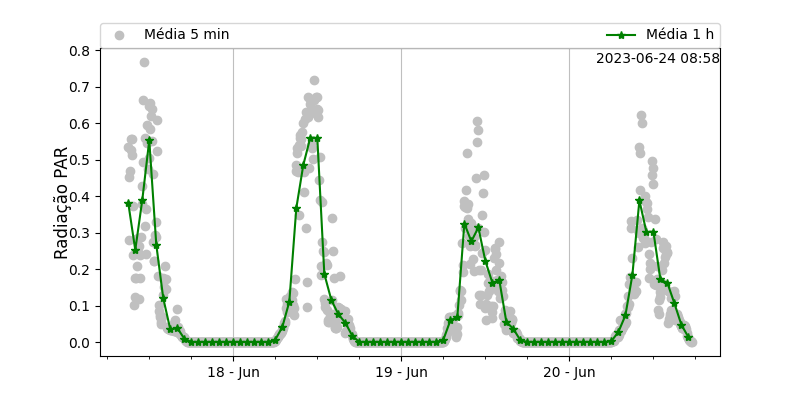 Média 5 min
Média 1 h
2023-06-24 08:58
Radiação PAR
0.8
0.7
0.6
0.5
0.4
0.3
0.2
0.1
0.0
18 - Jun
19 - Jun
20 - Jun